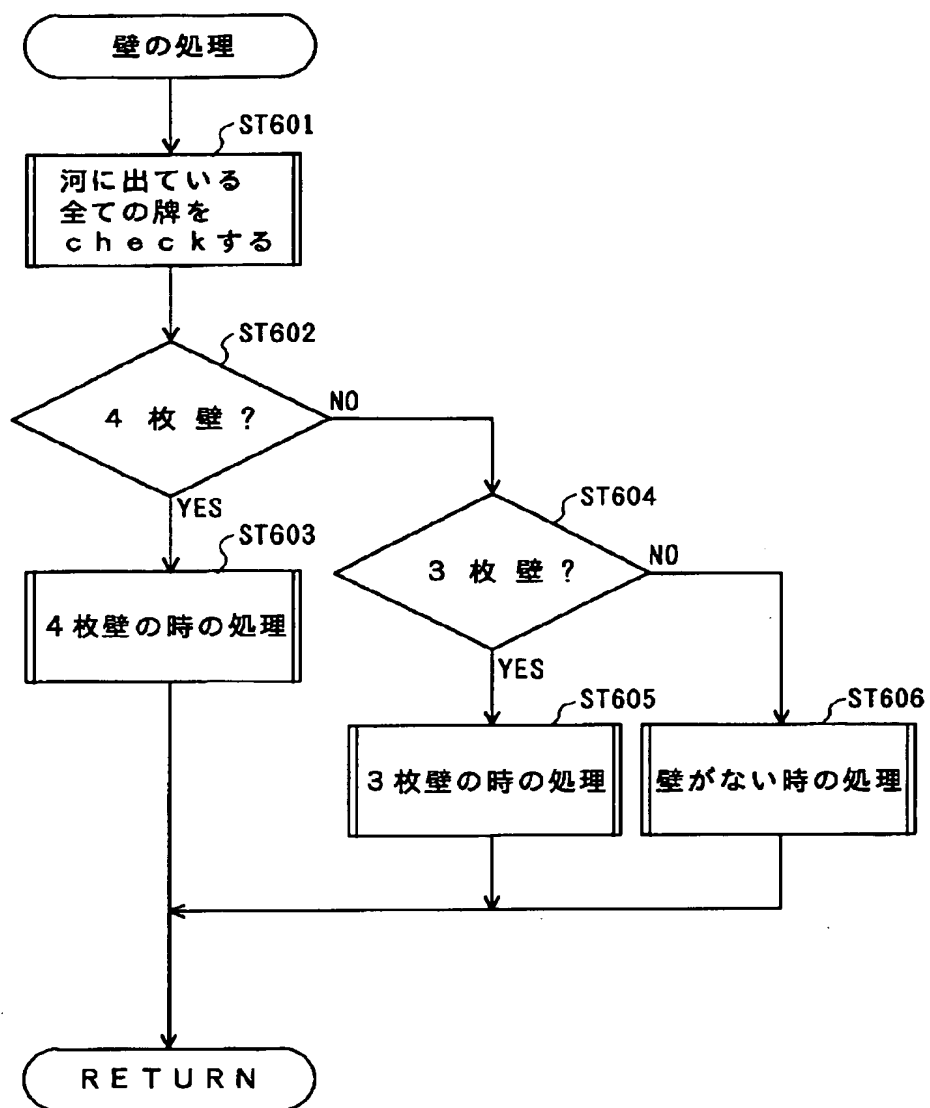 壁の処理
ST601
河に出ている
全ての牌を
ｃｈｅｃｋする
ST602
４枚壁？
NO
YES
ST603
４枚壁の時の処理
ST604
３枚壁？
NO
YES
ST605
３枚壁の時の処理
ST606
壁がない時の処理
ＲＥＴＵＲＮ